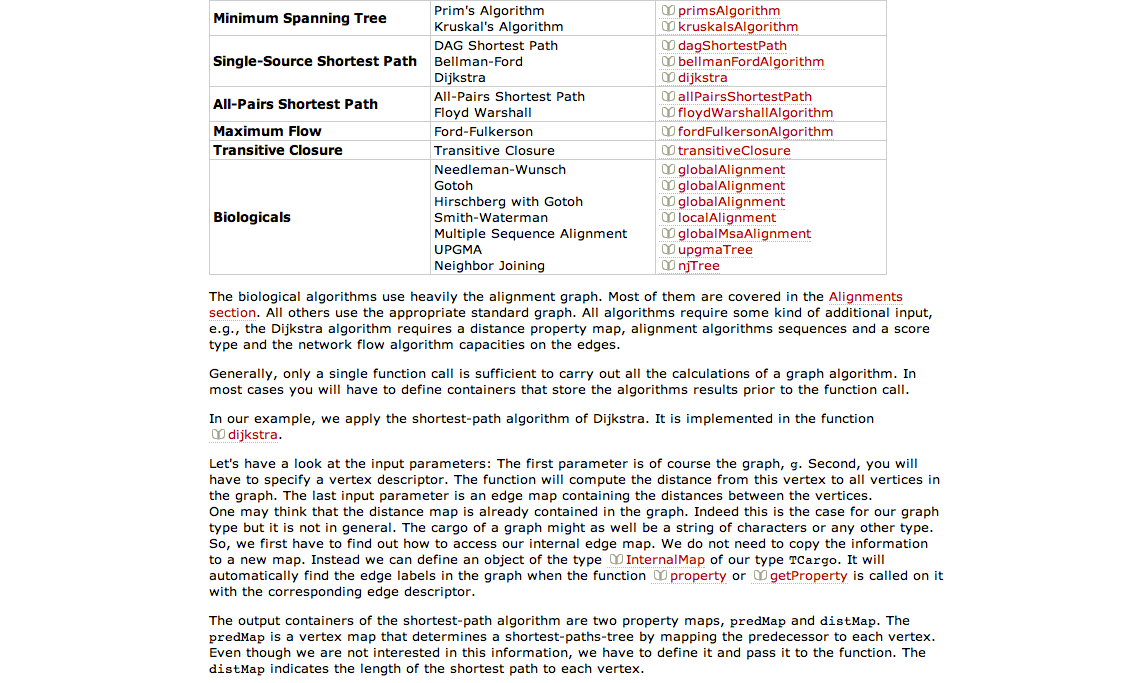 Minimum Spanning Tree
Prim's Algorithm
primsAlgorithm
Kruskal's Algorithm
kruskalsAlgorithm
Single-Source Shortest Path
DAG Shortest Path
dagShortestPath
Bellman-Ford
bellmanFordAlgorithm
Dijkstra
dijkstra
All-Pairs Shortest Path
All-Pairs Shortest Path
allPairsShortestPath
Floyd Warshall
floydWarshallAlgorithm
Maximum Flow
Ford-Fulkerson
fordFulkersonAlgorithm
Transitive Closure
Transitive Closure
transitiveClosure
Biologicals
Needleman-Wunsch
globalAlignment
Gotoh
globalAlignment
Hirschberg with Gotoh
globalAlignment
Smith-Waterman
localAlignment
Multiple Sequence Alignment
globalMsaAlignment
UPGMA
upgmaTree
Neighbor Joining
njTree
The biological algorithms use heavily the alignment graph. Most of them are covered in the Alignments
section. All others use the appropriate standard graph. All algorithms require some kind of additional input,
e.g., the Dijkstra algorithm requires a distance property map, alignment algorithms sequences and a score
type and the network flow algorithm capacities on the edges.
Generally, only a single function call is sufficient to carry out all the calculations of a graph algorithm. In
most cases you will have to define containers that store the algorithms results prior to the function call.
In our example, we apply the shortest-path algorithm of Dijkstra. It is implemented in the function
dijkstra.
Let's have a look at the input parameters: The first parameter is of course the graph, g. Second, you will
have to specify a vertex descriptor. The function will compute the distance from this vertex to all vertices in
the graph. The last input parameter is an edge map containing the distances between the vertices.
One may think that the distance map is already contained in the graph. Indeed this is the case for our graph
type but it is not in general. The cargo of a graph might as well be a string of characters or any other type.
So, we first have to find out how to access our internal edge map. We do not need to copy the information
to a new map. Instead we can define an object of the type InternalMap of our type TCargo. It will
automatically find the edge labels in the graph when the function property or getProperty is called on it
with the corresponding edge descriptor.
The output containers of the shortest-path algorithm are two property maps, predMap and distMap. The
predMap is a vertex map that determines a shortest-paths-tree by mapping the predecessor to each vertex.
Even though we are not interested in this information, we have to define it and pass it to the function. The
distMap indicates the length of the shortest path to each vertex.